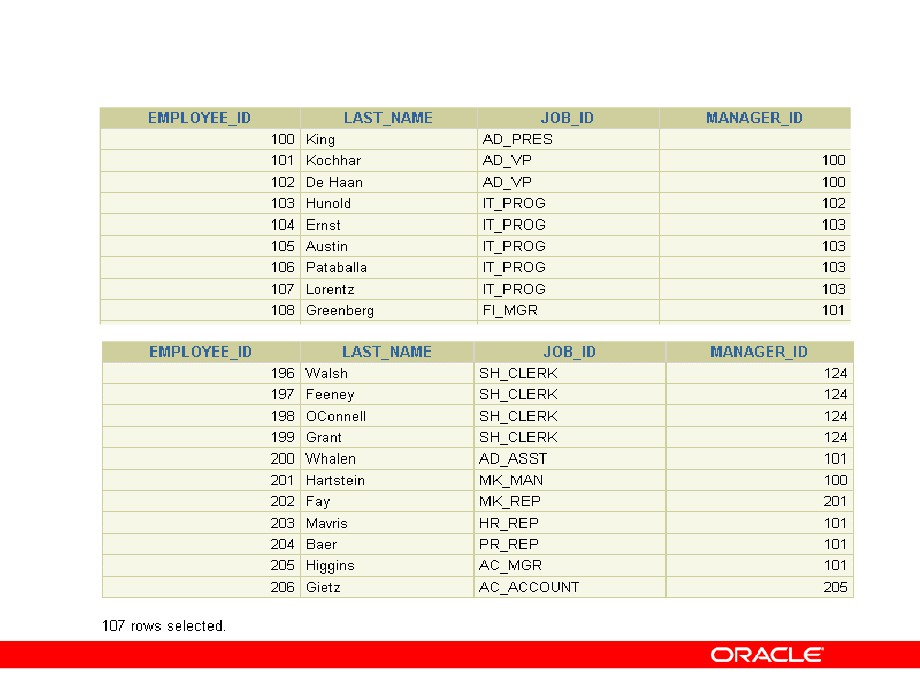 EMPLOYEE_ID LAST_NAME JOB_ID MANAGER_ID
100 King AD_PRES
101 Kochhar AD_VP 100
102 De Haan AD_VP 100
103 Hunold IT_PROG 102
104 Ernst IT_PROG 103
105 Austin IT_PROG 103
106 Pataballa IT_PROG 103
107 Lorentz IT_PROG 103
108 Greenberg FI_MGR 101
EMPLOYEE_ID LAST_NAME JOB_ID MANAGER_ID
196 Walsh SH_CLERK 124
197 Feeney SH_CLERK 124
198 OConnell SH_CLERK 124
199 Grant SH_CLERK 124
200 Whalen AD_ASST 101
201 Hartstein MK_MAN 100
202 Fay MK_REP 201
203 Mavris HR_REP 101
204 Baer PR_REP 101
205 Higgins AC_MGR 101
206 Gietz AC_ACCOUNT 205
107 rows selected.
ORACLE